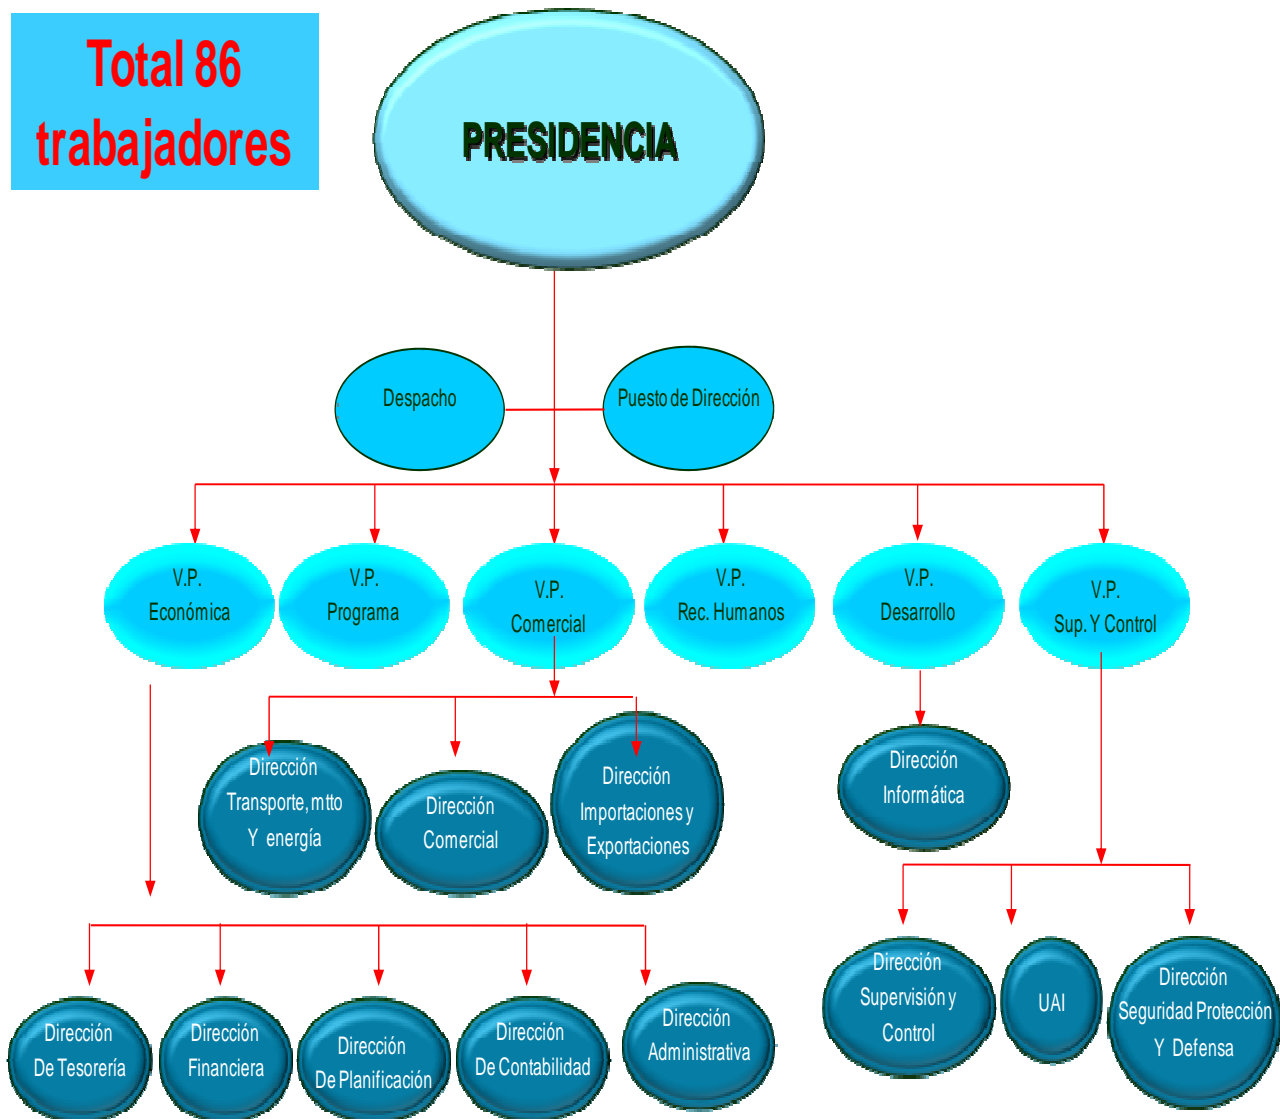 Total 86
trabajadores
PRESIDENCIA
Despacho
Puesto de Dirección
V.P.
Económica
V.P.
Programa
V.P.
Comercial
V.P.
Rec. Humanos
V.P.
Desarrollo
V.P.
Sup. Y Control
Dirección
Transporte, mtto
Y energía
Dirección
Comercial
Dirección
Importaciones y
Exportaciones
Dirección
Informática
Dirección
De Tesorería
Dirección
Financiera
Dirección
De Planificación
Dirección
De Contabilidad
Dirección
Administrativa
Dirección
Supervisión y
Control
UAI
Dirección
Seguridad Protección
Y Defensa